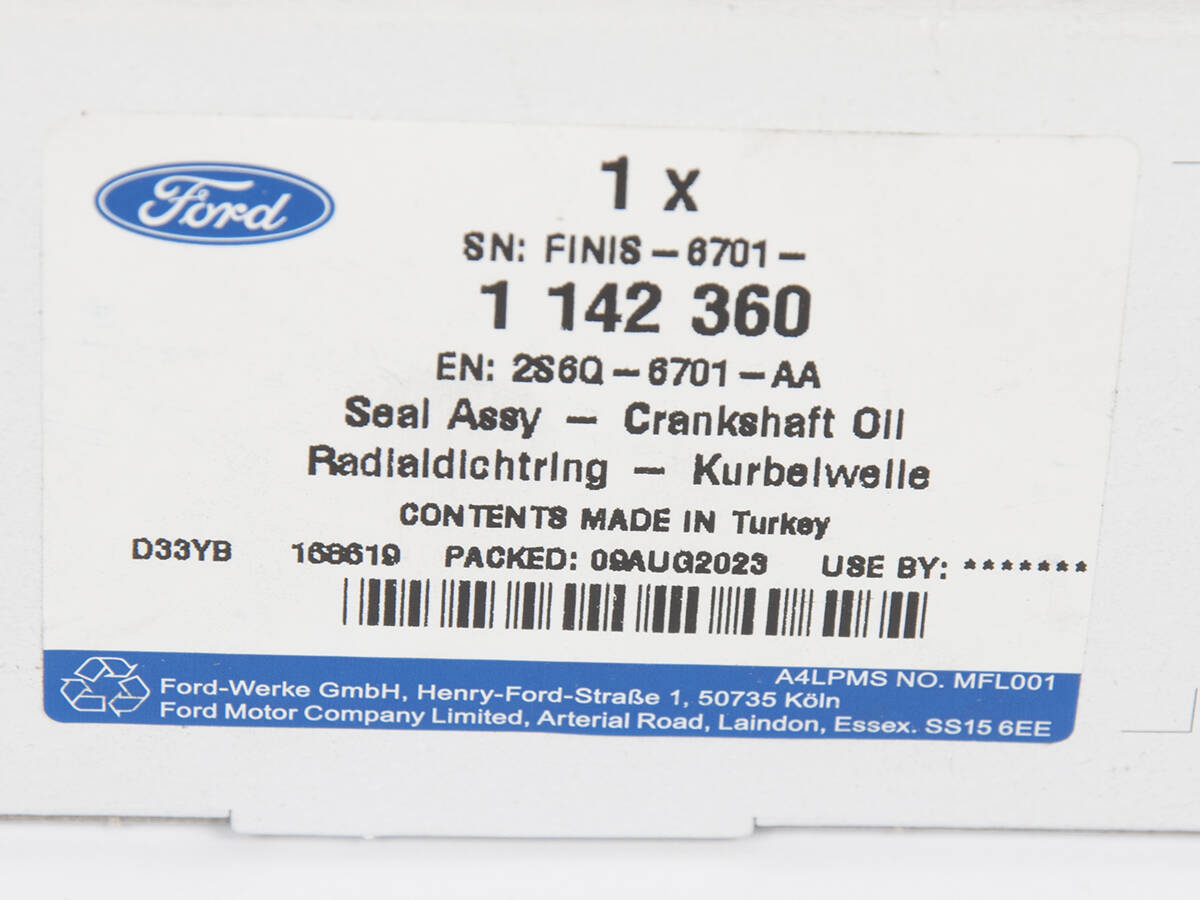 Ford
1 x
SN: FINIS - 6701 -
1 142 360
EN: 2S6Q - 6701 - AA
Seal Assy - Crankshaft Oil
Radialdichtring - Kurbelwelle
CONTENTS MADE IN Turkey
D33YB 168619 PACKED: 09AUG2023 USE BY: *******
A4LPMS NO. MFL001
Ford-Werke GmbH, Henry-Ford-Straße 1, 50735 Köln
Ford Motor Company Limited, Arterial Road, Laindon, Essex. SS15 6EE